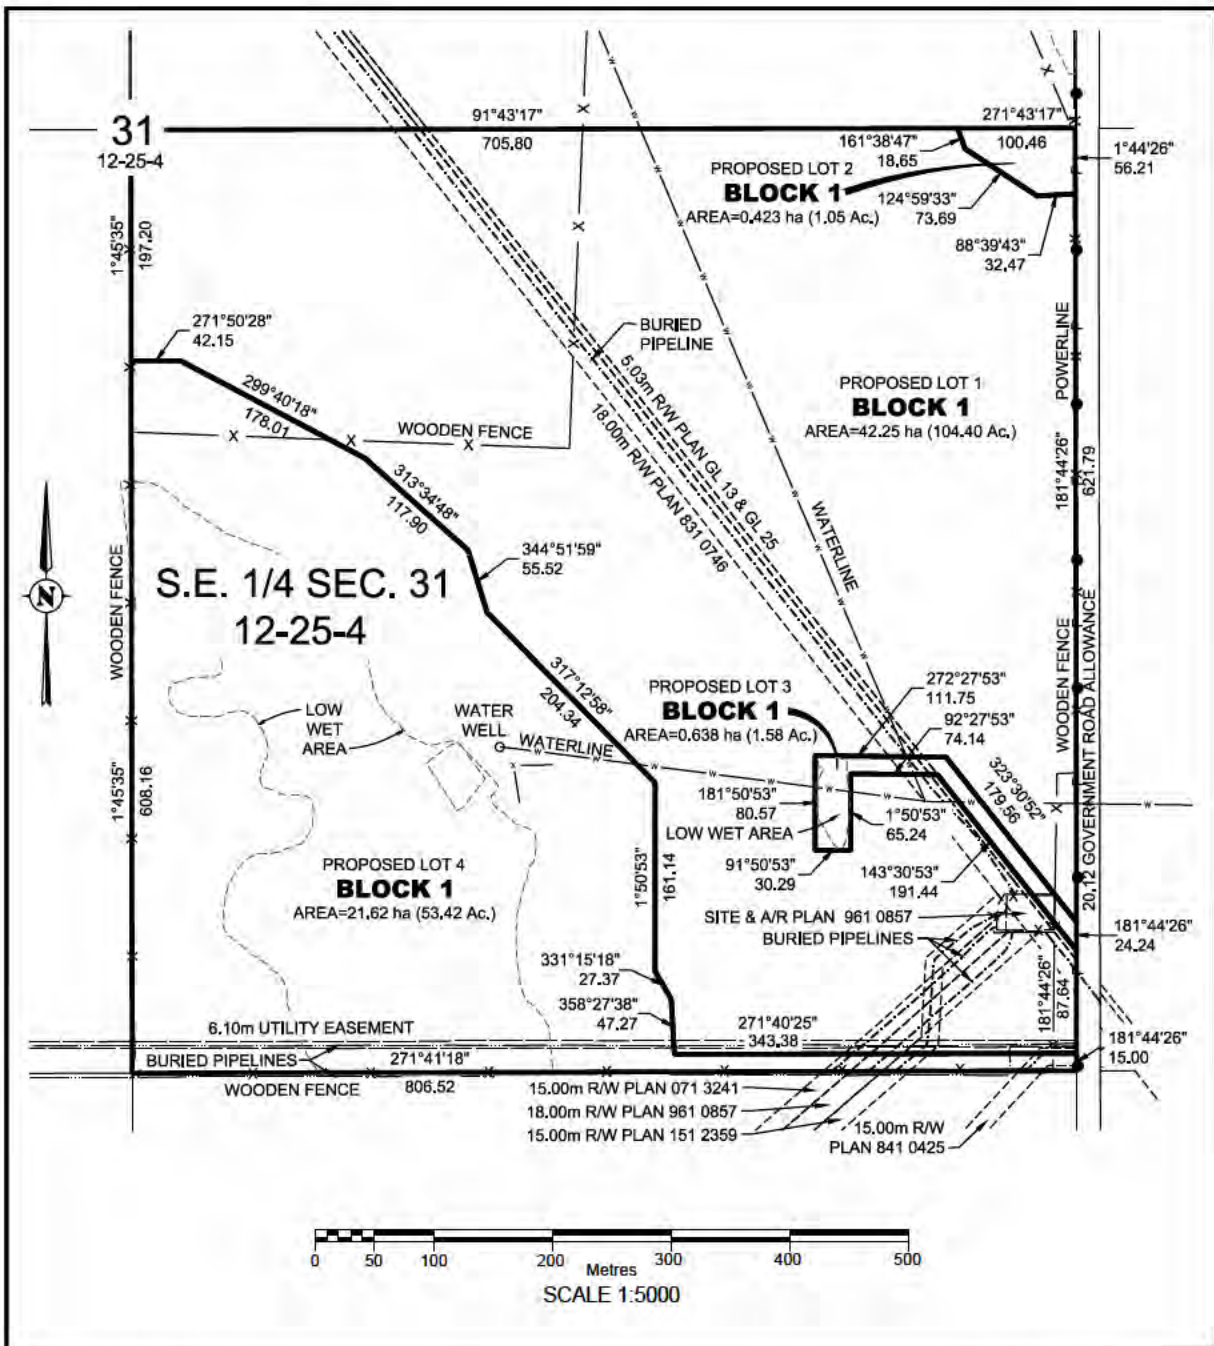 91°43'17"
705.80
271°43'17"
100.46
31
12-25-4
161°38'47"
18.65
1°44'26"
56.21
PROPOSED LOT 2
BLOCK 1
AREA=0.423 ha (1.05 Ac.)
124°59'33"
73.69
88°39'43"
32.47
1°45'35"
197.20
271°50'28"
42.15
BURIED
PIPELINE
5.03m R/W PLAN GL 13 & GL 25
18.00m R/W PLAN 831 0746
POWERLINE
PROPOSED LOT 1
BLOCK 1
AREA=42.25 ha (104.40 Ac.)
299°40'18"
178.01
WOODEN FENCE
181°44'26"
621.79
313°34'48"
117.90
WATERLINE
344°51'59"
55.52
N
WOODEN FENCE
S.E. 1/4 SEC. 31
12-25-4
WOODEN FENCE
20.12 GOVERNMENT ROAD ALLOWANCE
317°12'58"
204.34
PROPOSED LOT 3
BLOCK 1
AREA=0.638 ha (1.58 Ac.)
272°27'53"
111.75
92°27'53"
74.14
LOW
WET
AREA
WATER
WELL
WATERLINE
323°30'52"
179.56
1°45'35"
608.16
181°50'53"
80.57
1°50'53"
65.24
LOW WET AREA
91°50'53"
30.29
143°30'53"
191.44
PROPOSED LOT 4
BLOCK 1
AREA=21.62 ha (53.42 Ac.)
1°50'53"
161.14
SITE & A/R PLAN 961 0857
BURIED PIPELINES
181°44'26"
24.24
331°15'18"
27.37
181°44'26"
87.64
358°27'38"
47.27
6.10m UTILITY EASEMENT
271°40'25"
343.38
181°44'26"
15.00
BURIED PIPELINES
271°41'18"
806.52
WOODEN FENCE
15.00m R/W PLAN 071 3241
18.00m R/W PLAN 961 0857
15.00m R/W PLAN 151 2359
15.00m R/W
PLAN 841 0425
0 50 100 200 300 400 500
Metres
SCALE 1:5000